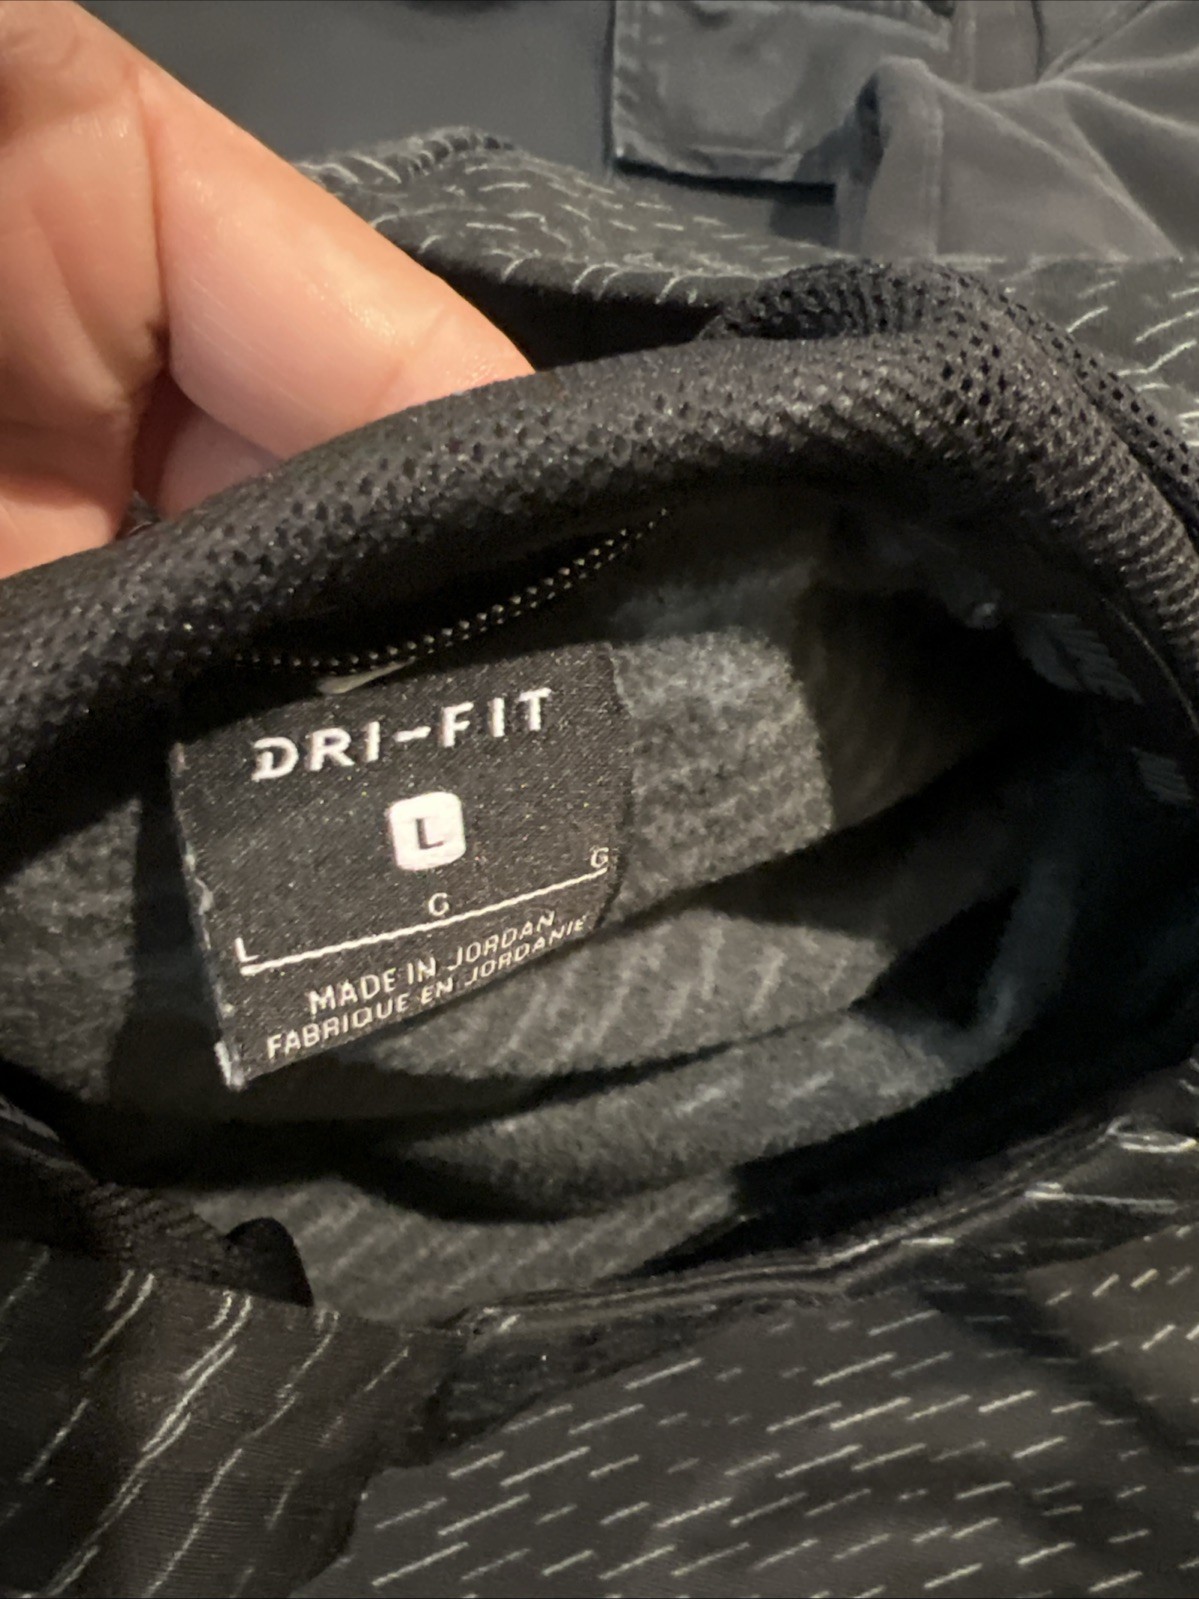 DRI-FIT
L
L G G
MADE IN JORDAN
FABRIQUE EN JORDANIE